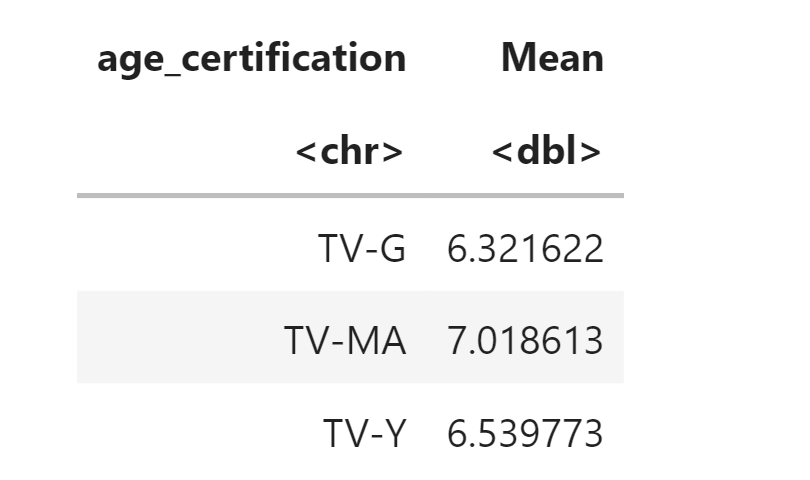 age_certification Mean
<chr> <dbl>
TV-G 6.321622
TV-MA 7.018613
TV-Y 6.539773